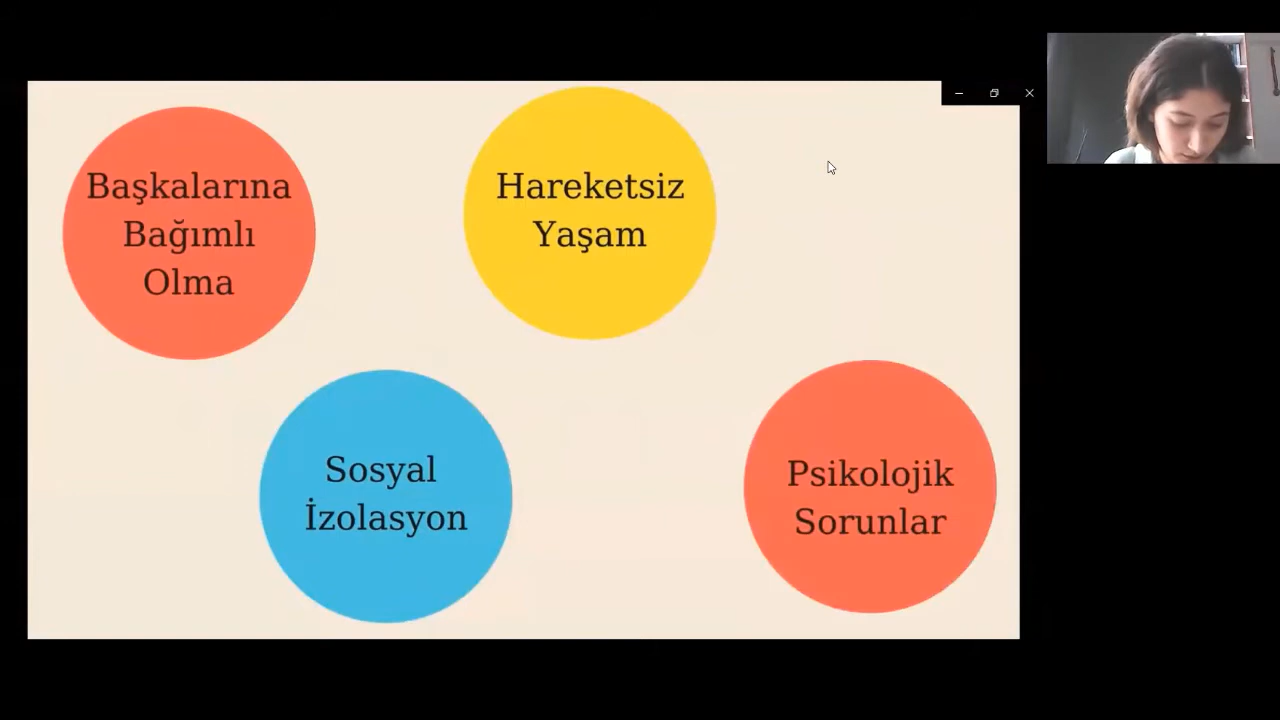 Başkalarına
Bağımlı
Olma
Hareketsiz
Yaşam
Sosyal
İzolasyon
Psikolojik
Sorunlar